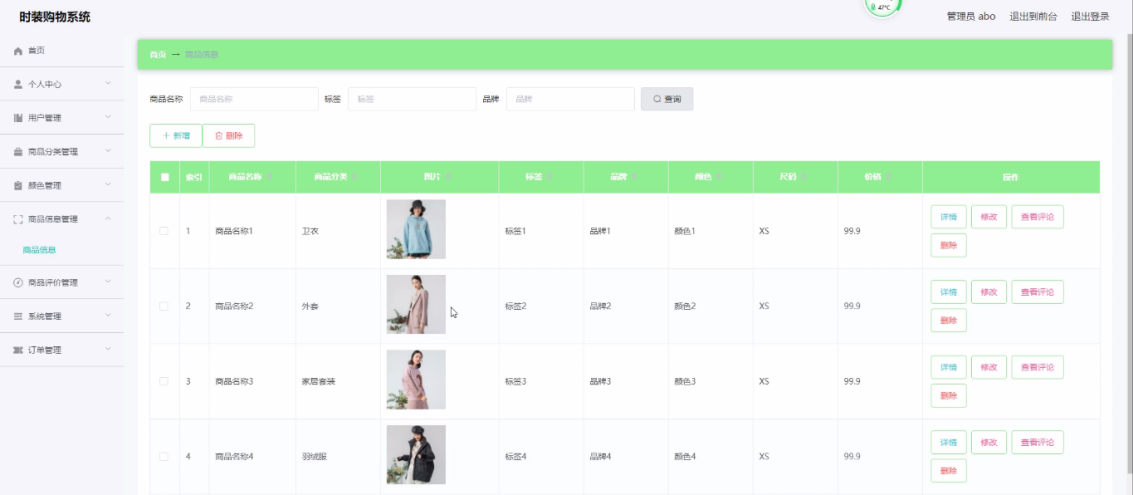 时装购物系统
47℃
管理员 abo 退出到前台 退出登录
首页
个人中心
用户管理
商品分类管理
颜色管理
商品信息管理
商品信息
商品评价管理
系统管理
订单管理
首页 → 商品信息
商品名称 商品名称 标签 标签 品牌 品牌 查询
+ 新增 删除
索引 商品名称 商品分类 图片 标签 品牌 颜色 尺码 价格 操作
1 商品名称1 卫衣 标签1 品牌1 颜色1 XS 99.9 详情 修改 查看评论
删除
2 商品名称2 外套 标签2 品牌2 颜色2 XS 99.9 详情 修改 查看评论
删除
3 商品名称3 家居套装 标签3 品牌3 颜色3 XS 99.9 详情 修改 查看评论
删除
4 商品名称4 羽绒服 标签4 品牌4 颜色4 XS 99.9 详情 修改 查看评论
删除